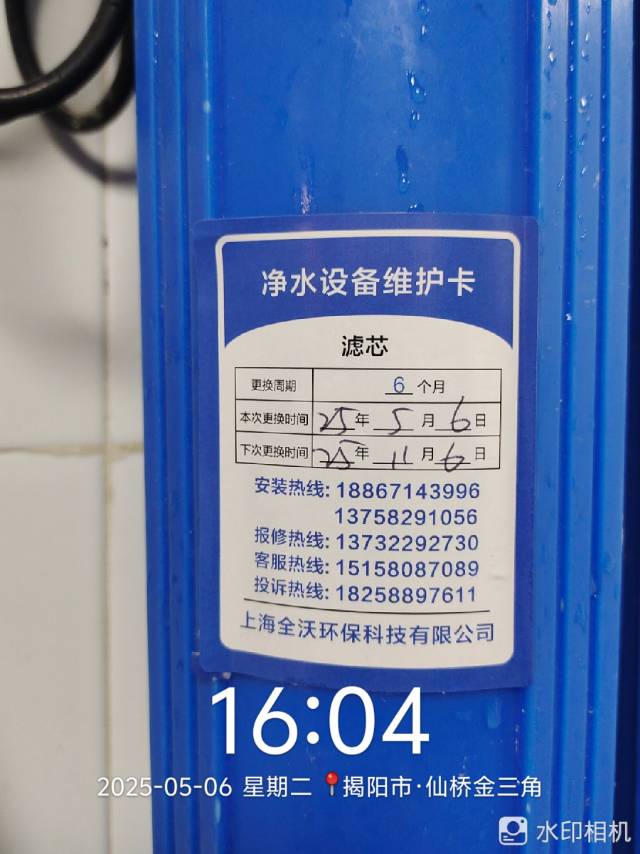 净水设备维护卡
滤芯
更换周期 6 个月
本次更换时间 25 年 5 月 6 日
下次更换时间 25 年 11 月 6 日
安装热线: 18867143996
13758291056
报修热线: 13732292730
客服热线: 15158087089
投诉热线: 18258897611
上海全沃环保科技有限公司
16:04
2025-05-06 星期二 揭阳市·仙桥金三角
水印相机